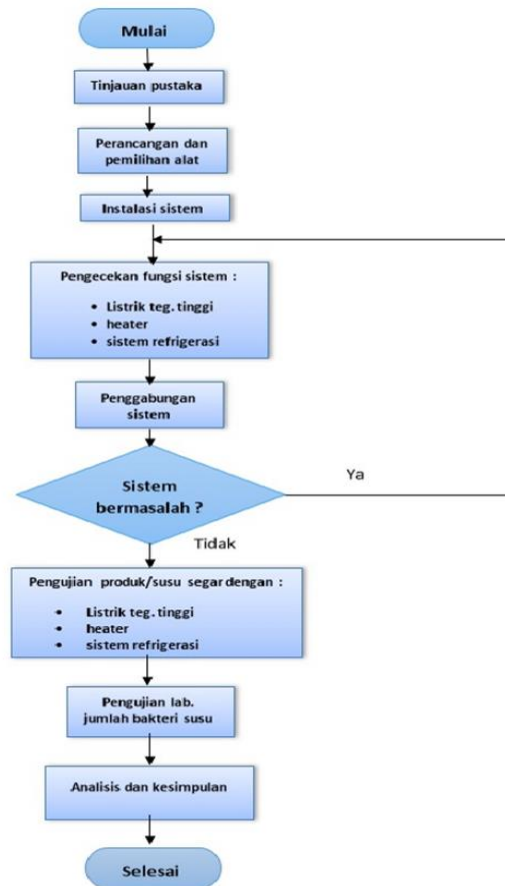 Mulai
Tinjauan pustaka
Perancangan dan
pemilihan alat
Instalasi sistem
Pengecekan fungsi sistem :
• Listrik teg. tinggi
• heater
• sistem refrigerasi
Penggabungan
sistem
Sistem
bermasalah ?
Ya
Tidak
Pengujian produk/susu segar dengan :
• Listrik teg. tinggi
• heater
• sistem refrigerasi
Pengujian lab.
jumlah bakteri susu
Analisis dan kesimpulan
Selesai